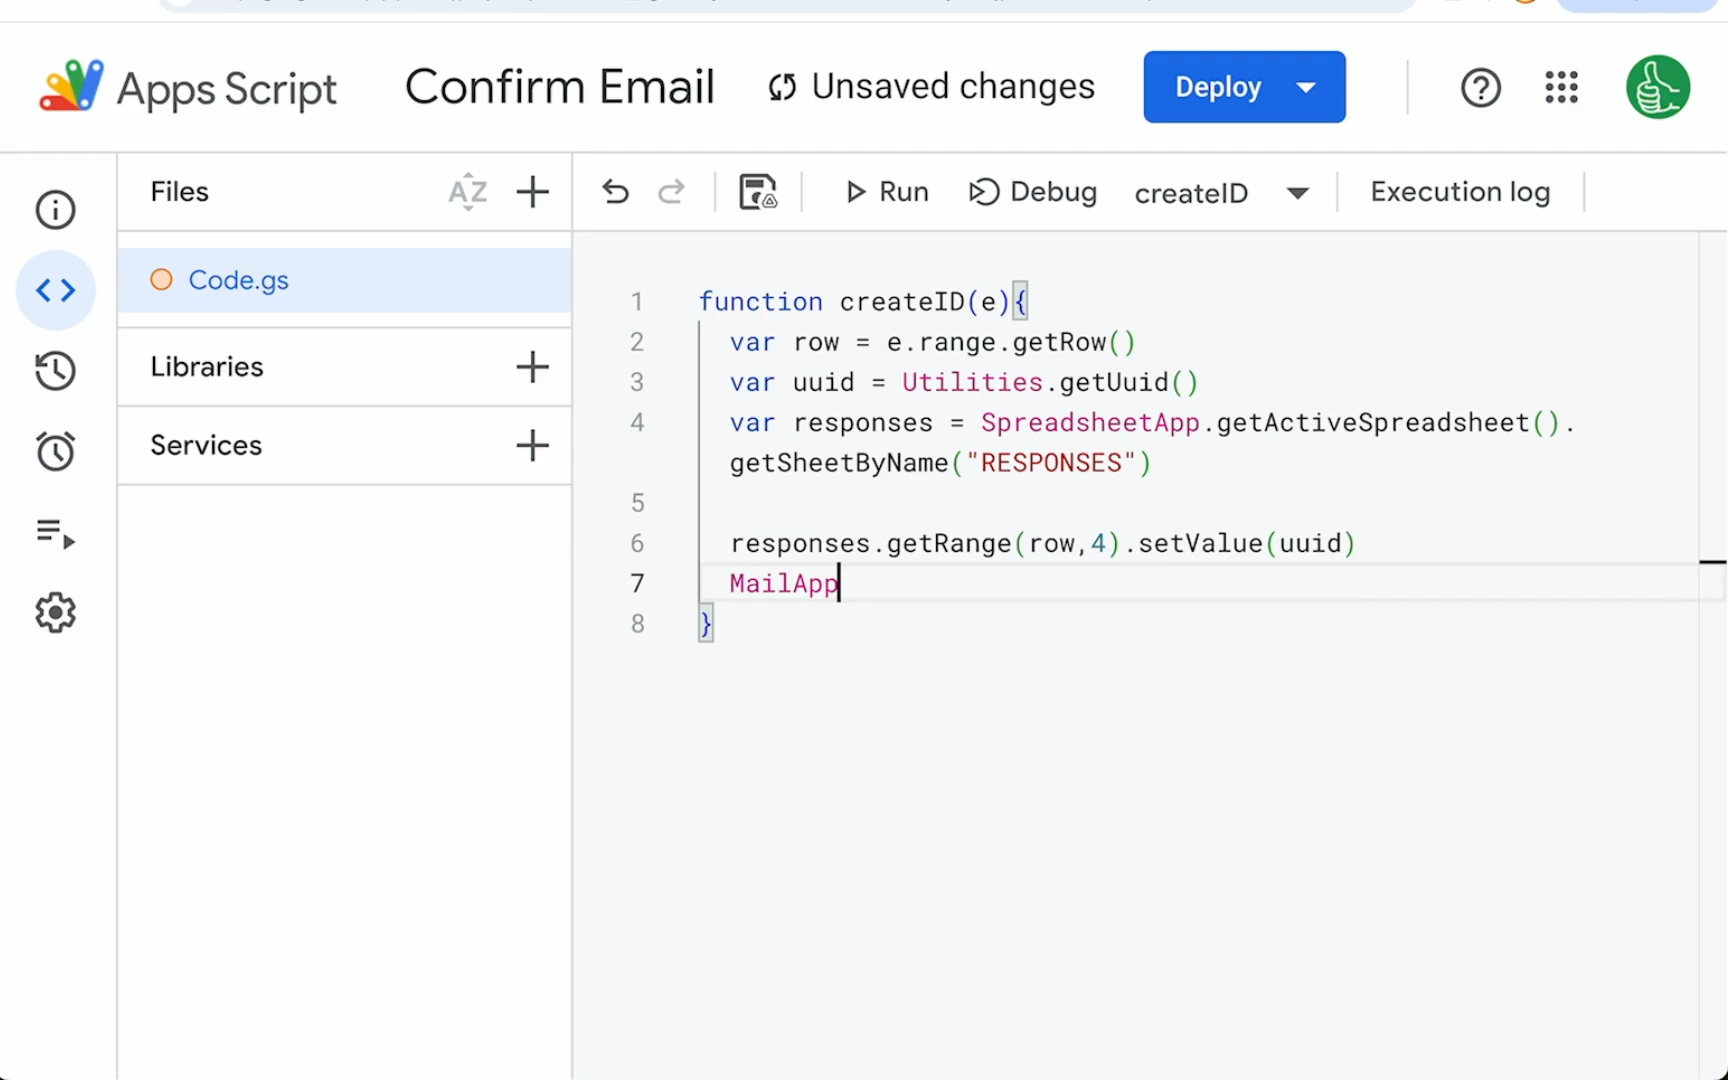 Apps Script
Confirm Email
Unsaved changes
Deploy
Files
AZ
Run
Debug
createID
Execution log
Code.gs
Libraries
Services
1 function createID(e){
2 var row = e.range.getRow()
3 var uuid = Utilities.getUuid()
4 var responses = SpreadsheetApp.getActiveSpreadsheet().
getSheetByName("RESPONSES")
5
6 responses.getRange(row,4).setValue(uuid)
7 MailApp
8 }